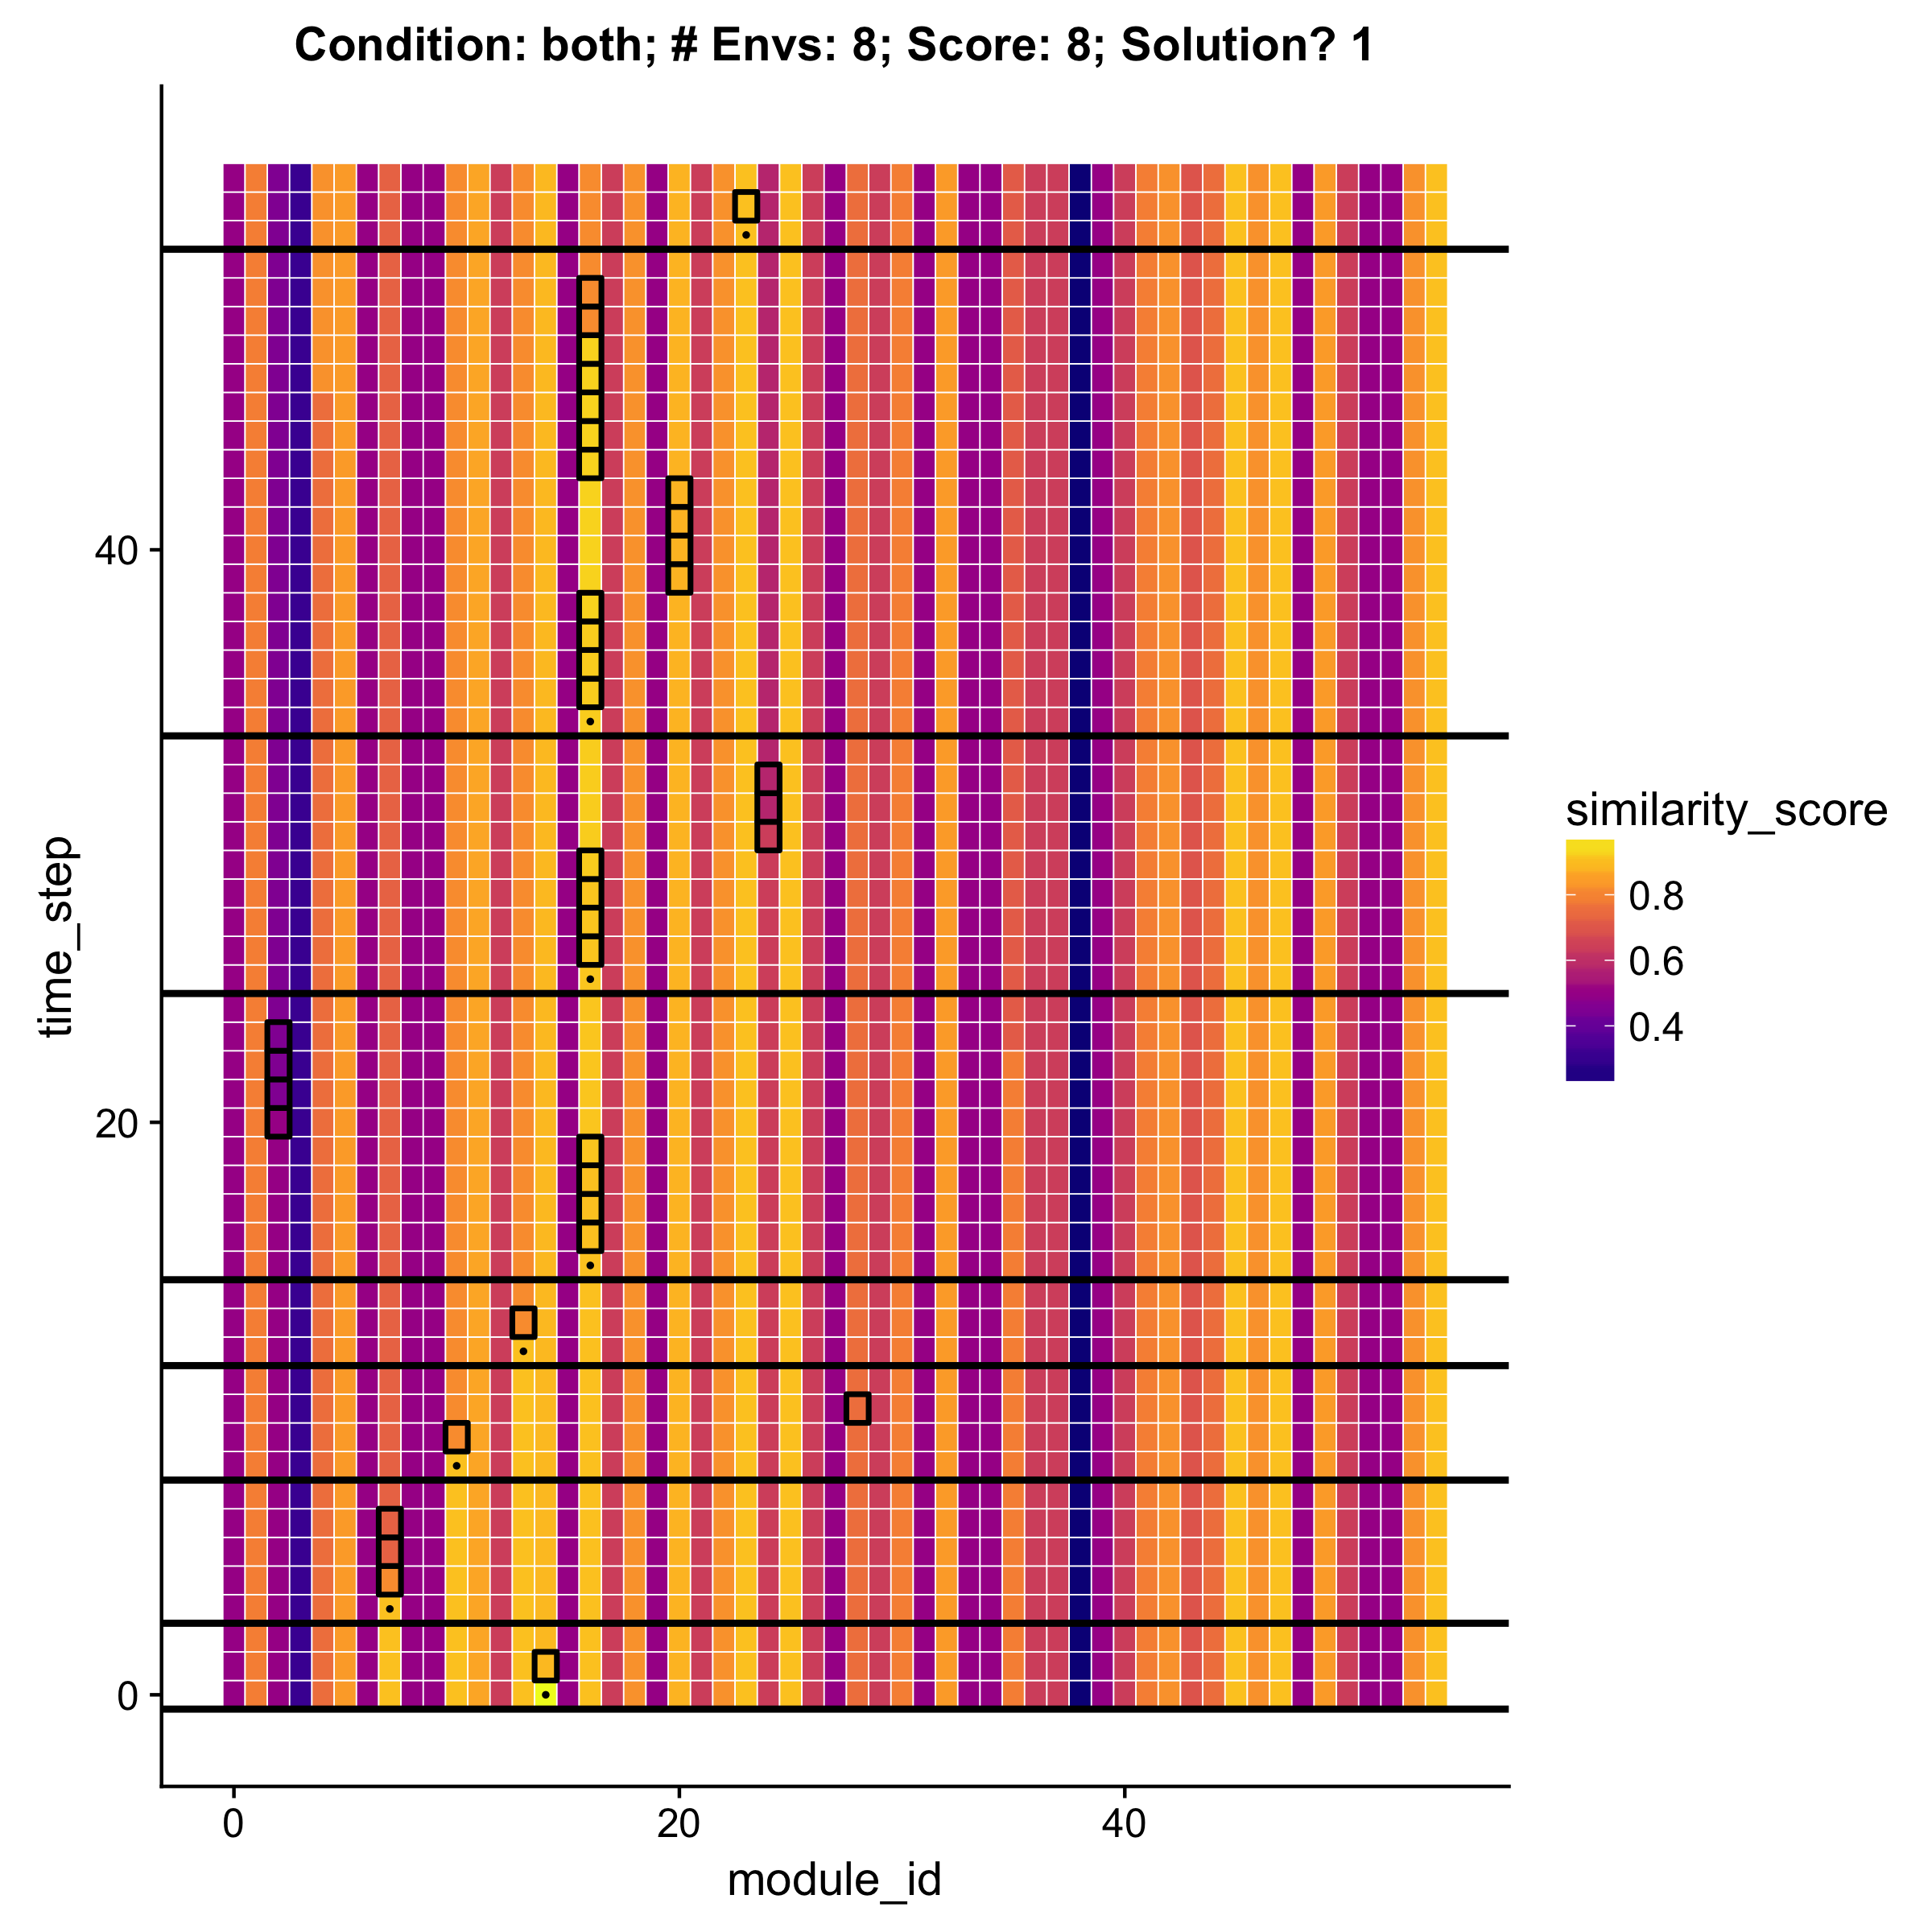 Condition: both; # Envs: 8; Score: 8; Solution? 1
time_step
40
20
0
0
20
40
module_id
similarity_score
0.8
0.6
0.4